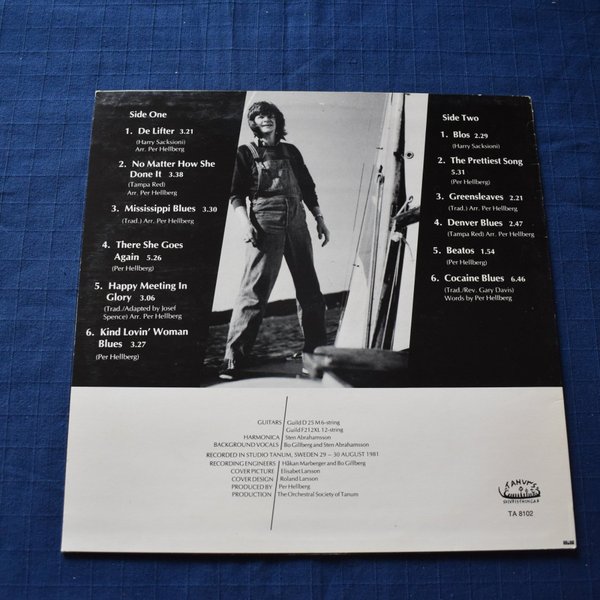 Side One
1. De Lifter 3.21
(Harry Sacksioni)
Arr. Per Hellberg
2. No Matter How She
Done It 3.38
(Tampa Red)
Arr. Per Hellberg
3. Mississippi Blues 3.30
(Trad.) Arr. Per Hellberg
4. There She Goes
Again 5.26
(Per Hellberg)
5. Happy Meeting In
Glory 3.06
(Trad./Adapted by Josef
Spence) Arr. Per Hellberg
6. Kind Lovin' Woman
Blues 3.27
(Per Hellberg)
Side Two
1. Blos 2.29
(Harry Sacksioni)
2. The Prettiest Song
5.31
(Per Hellberg)
3. Greensleaves 2.21
(Trad.) Arr. Per Hellberg
4. Denver Blues 2.47
(Tampa Red) Arr. Per Hellberg
5. Beatos 1.54
(Per Hellberg)
6. Cocaine Blues 6.46
(Trad./Rev. Gary Davis)
Words by Per Hellberg
GUITARS Guild D 25 M 6-string
Guild F212XL 12-string
HARMONICA Sten Abrahamsson
BACKGROUND VOCALS Bo Gillberg and Sten Abrahamsson
RECORDED IN STUDIO TANUM, SWEDEN 29 – 30 AUGUST 1981
RECORDING ENGINEERS Håkan Marberger and Bo Gillberg
COVER PICTURE Elisabet Larsson
COVER DESIGN Roland Larsson
PRODUCED BY Per Hellberg
PRODUCTION The Orchestral Society of Tanum
TANUMS
TA 8102